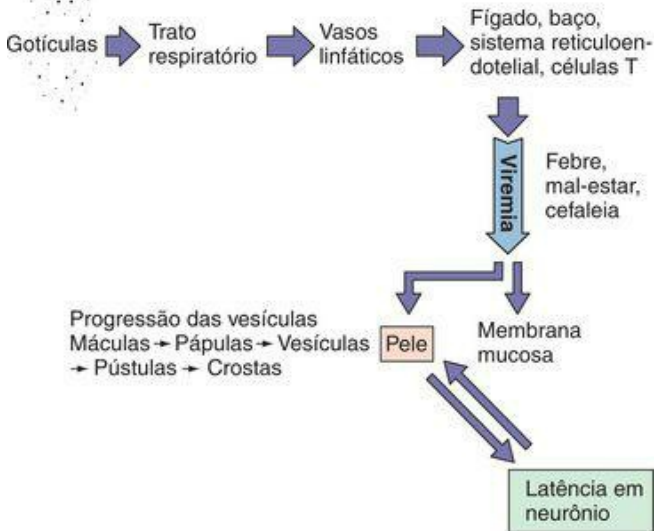 Gotículas
Trato
respiratório
Vasos
linfáticos
Fígado, baço,
sistema reticuloen-
dotelial, células T
Viremia
Febre,
mal-estar,
cefaleia
Progressão das vesículas
Máculas → Pápulas → Vesículas
→ Pústulas → Crostas
Pele
Membrana
mucosa
Latência em
neurônio